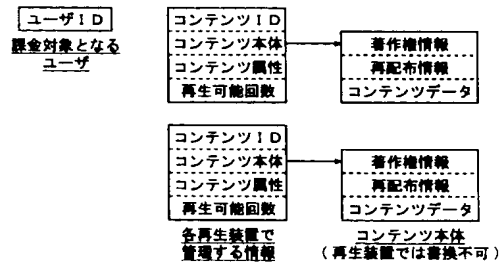 ユーザID
課金対象となる
ユーザ
コンテンツID
コンテンツ本体
コンテンツ属性
再生可能回数
著作権情報
再配布情報
コンテンツデータ
コンテンツID
コンテンツ本体
コンテンツ属性
再生可能回数
著作権情報
再配布情報
コンテンツデータ
各再生装置で
管理する情報
コンテンツ本体
(再生装置では書換不可)